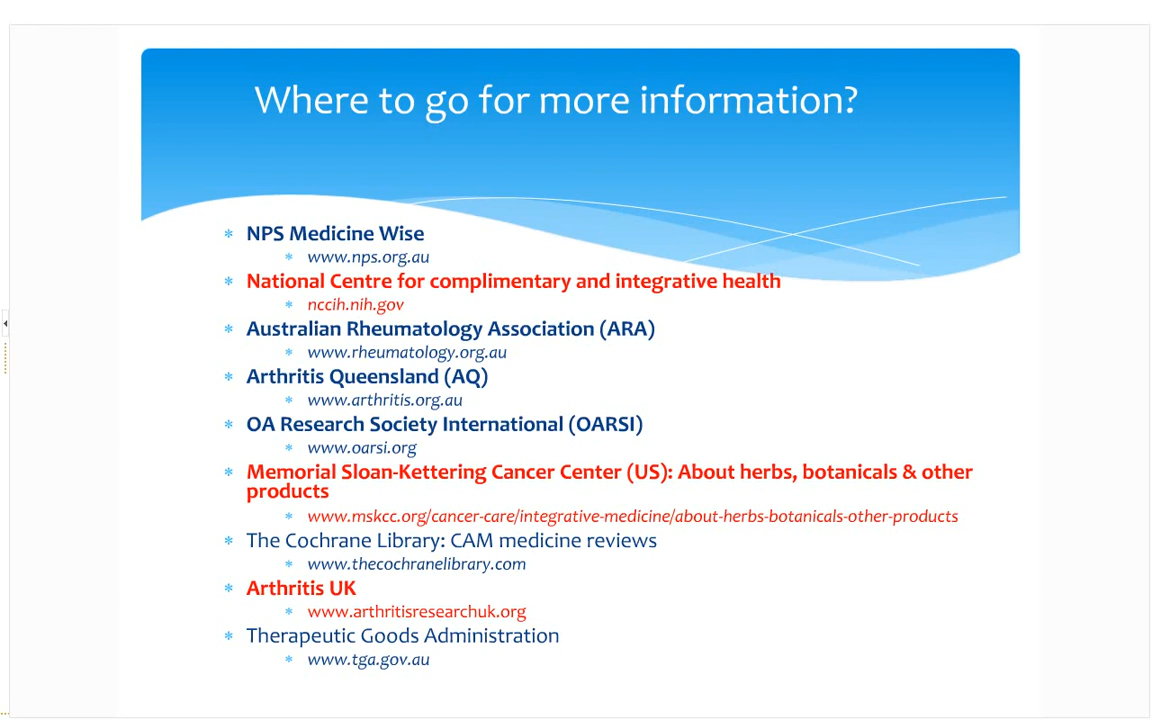 Where to go for more information?
NPS Medicine Wise
www.nps.org.au
National Centre for complimentary and integrative health
nccih.nih.gov
Australian Rheumatology Association (ARA)
www.rheumatology.org.au
Arthritis Queensland (AQ)
www.arthritis.org.au
OA Research Society International (OARSI)
www.oarsi.org
Memorial Sloan-Kettering Cancer Center (US): About herbs, botanicals & other
products
www.mskcc.org/cancer-care/integrative-medicine/about-herbs-botanicals-other-products
The Cochrane Library: CAM medicine reviews
www.thecochranelibrary.com
Arthritis UK
www.arthritisresearchuk.org
Therapeutic Goods Administration
www.tga.gov.au